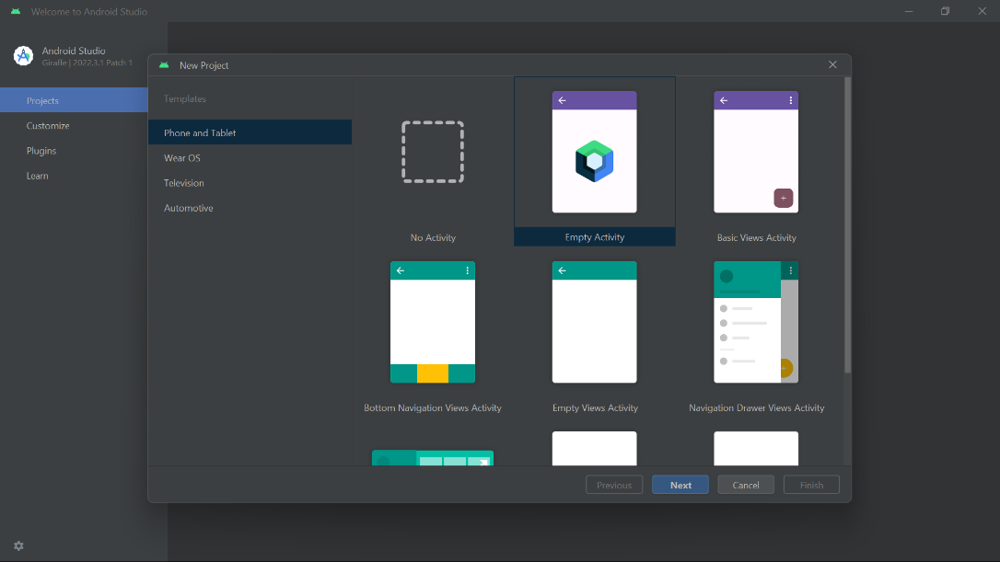 Welcome to Android Studio
Android Studio
Giraffe | 2022.3.1 Patch 1
Projects
Customize
Plugins
Learn
New Project
Templates
Phone and Tablet
Wear OS
Television
Automotive
No Activity
Empty Activity
Basic Views Activity
Bottom Navigation Views Activity
Empty Views Activity
Navigation Drawer Views Activity
Previous
Next
Cancel
Finish